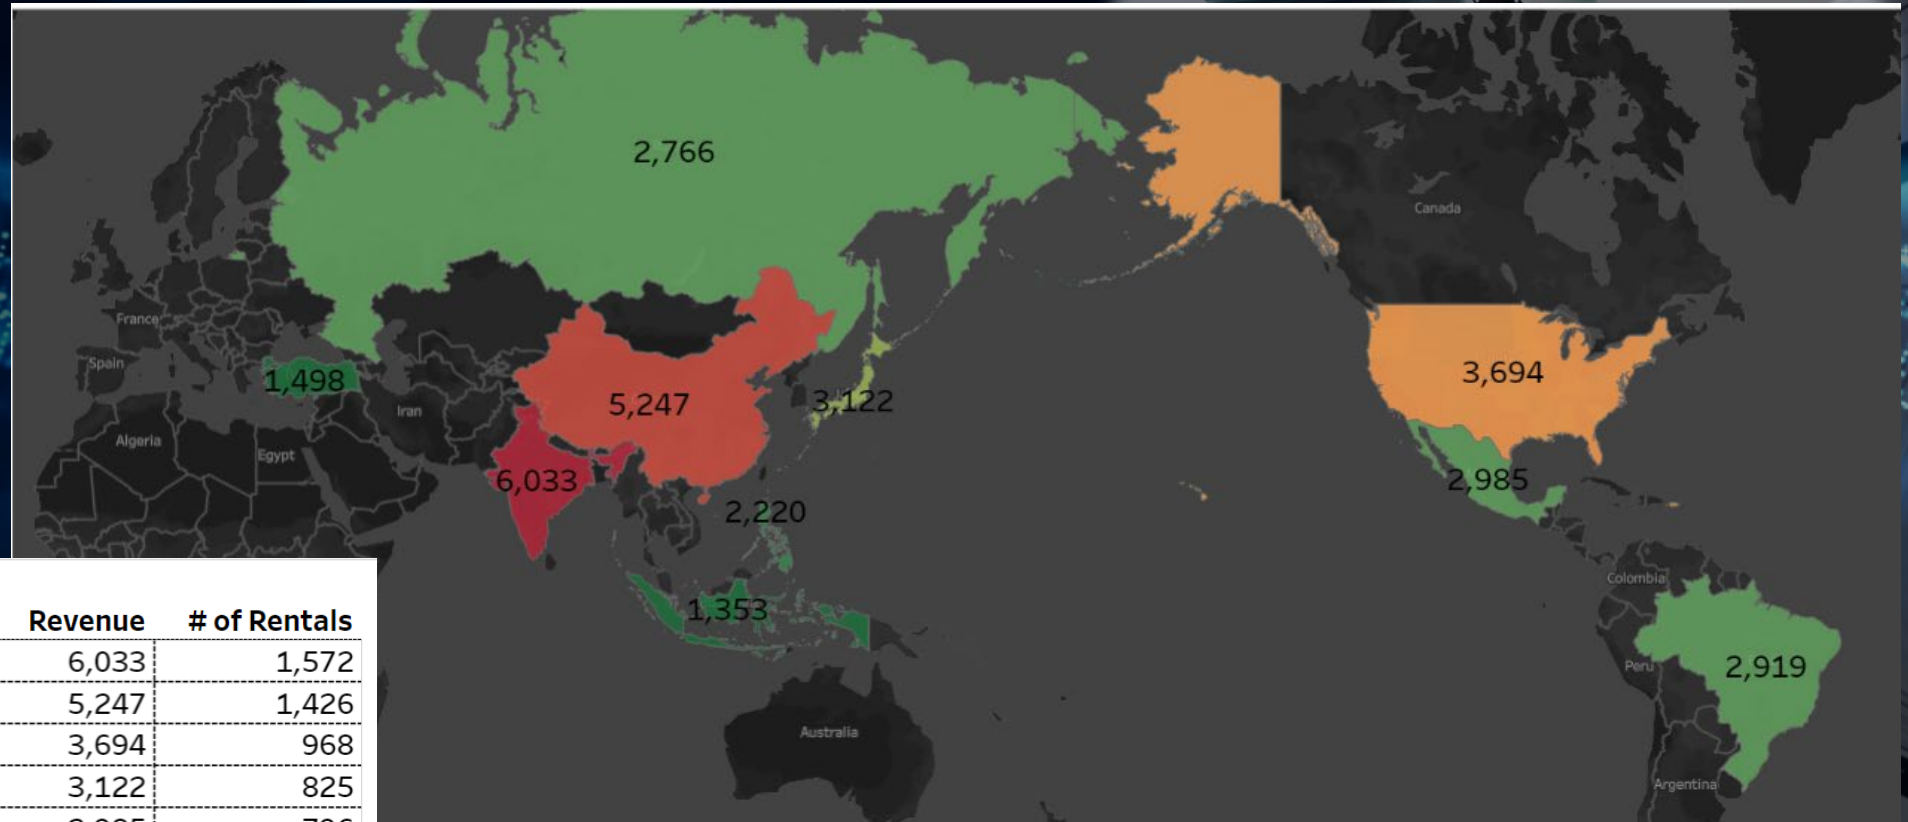 2,766
Canada
France
Spain
1,498
Iran
5,247
3,122
3,694
Algeria
Egypt
6,033
2,985
2,220
Colombia
1,353
Peru
2,919
Australia
Argentina
Revenue # of Rentals
6,033 1,572
5,247 1,426
3,694 968
3,122 825